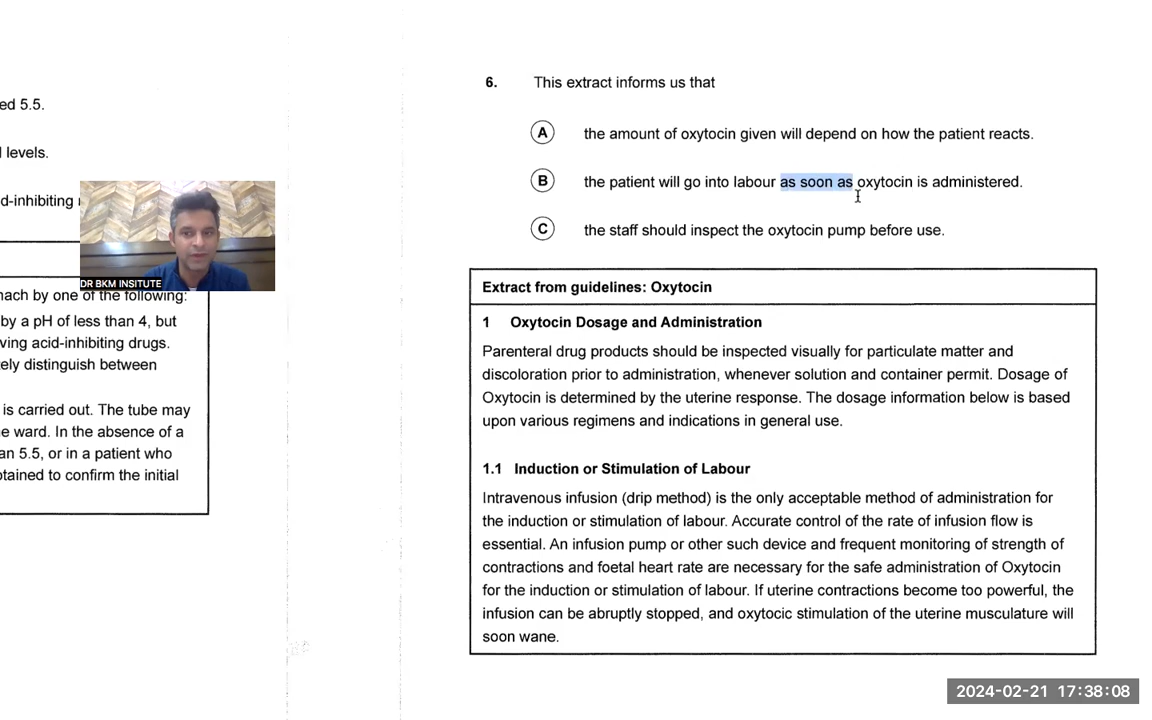 ed 5.5.
levels.
d-inhibiting
DR BKM INSITUTE
nach by one of the following:
by a pH of less than 4, but
ving acid-inhibiting drugs.
ely distinguish between
is carried out. The tube may
e ward. In the absence of a
an 5.5, or in a patient who
otained to confirm the initial
6. This extract informs us that
A the amount of oxytocin given will depend on how the patient reacts.
B the patient will go into labour as soon as oxytocin is administered.
C the staff should inspect the oxytocin pump before use.
Extract from guidelines: Oxytocin
1 Oxytocin Dosage and Administration
Parenteral drug products should be inspected visually for particulate matter and
discoloration prior to administration, whenever solution and container permit. Dosage of
Oxytocin is determined by the uterine response. The dosage information below is based
upon various regimens and indications in general use.
1.1 Induction or Stimulation of Labour
Intravenous infusion (drip method) is the only acceptable method of administration for
the induction or stimulation of labour. Accurate control of the rate of infusion flow is
essential. An infusion pump or other such device and frequent monitoring of strength of
contractions and foetal heart rate are necessary for the safe administration of Oxytocin
for the induction or stimulation of labour. If uterine contractions become too powerful, the
infusion can be abruptly stopped, and oxytocic stimulation of the uterine musculature will
soon wane.
2024-02-21 17:38:08